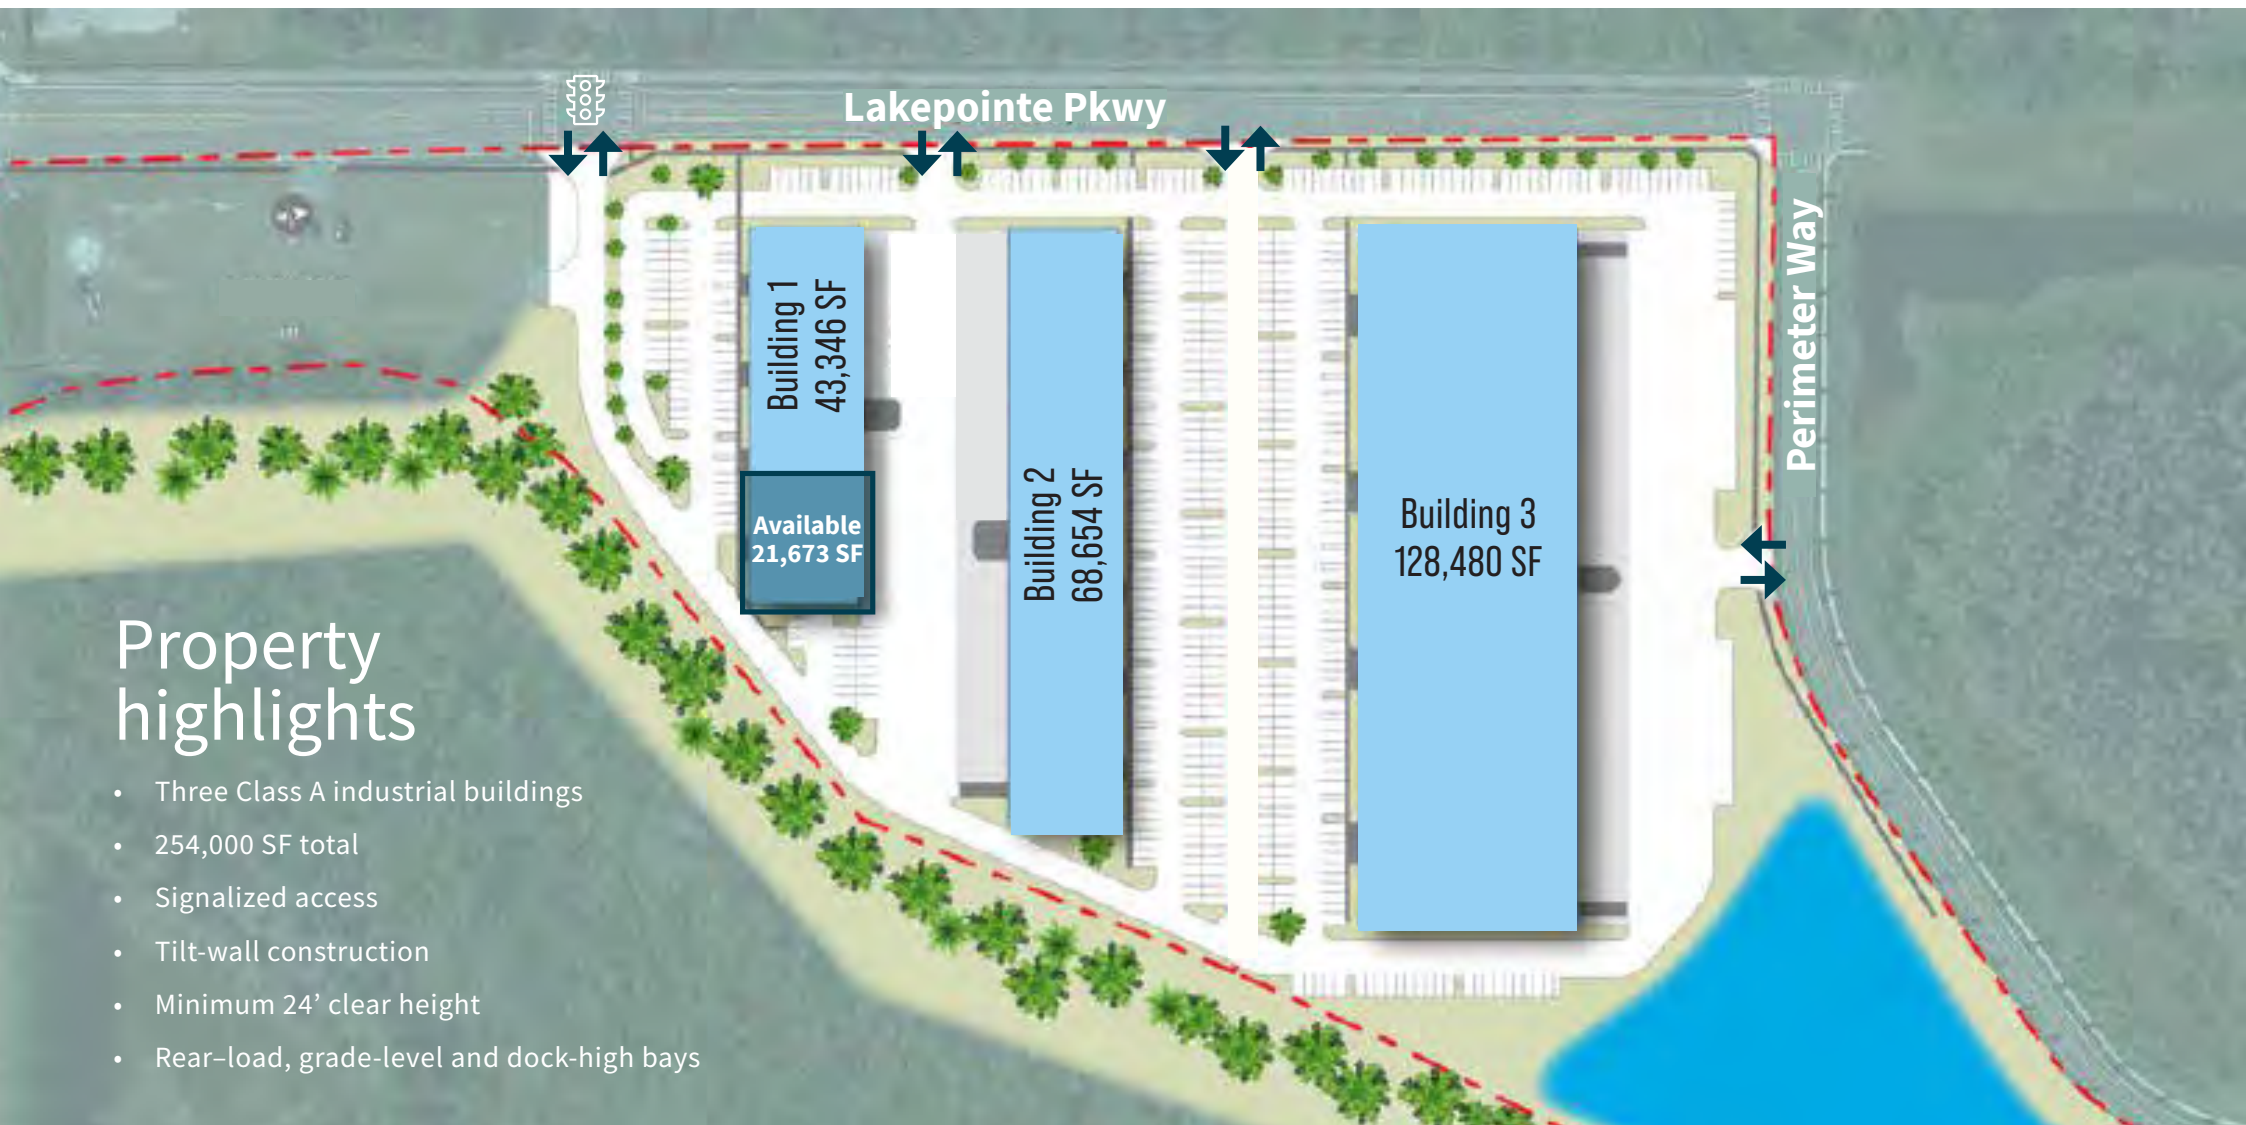 Lakepointe Pkwy
Perimeter Way
Building 1
43,346 SF
Available
21,673 SF
Building 2
68,654 SF
Building 3
128,480 SF
Property
highlights
• Three Class A industrial buildings
• 254,000 SF total
• Signalized access
• Tilt-wall construction
• Minimum 24’ clear height
• Rear–load, grade-level and dock-high bays